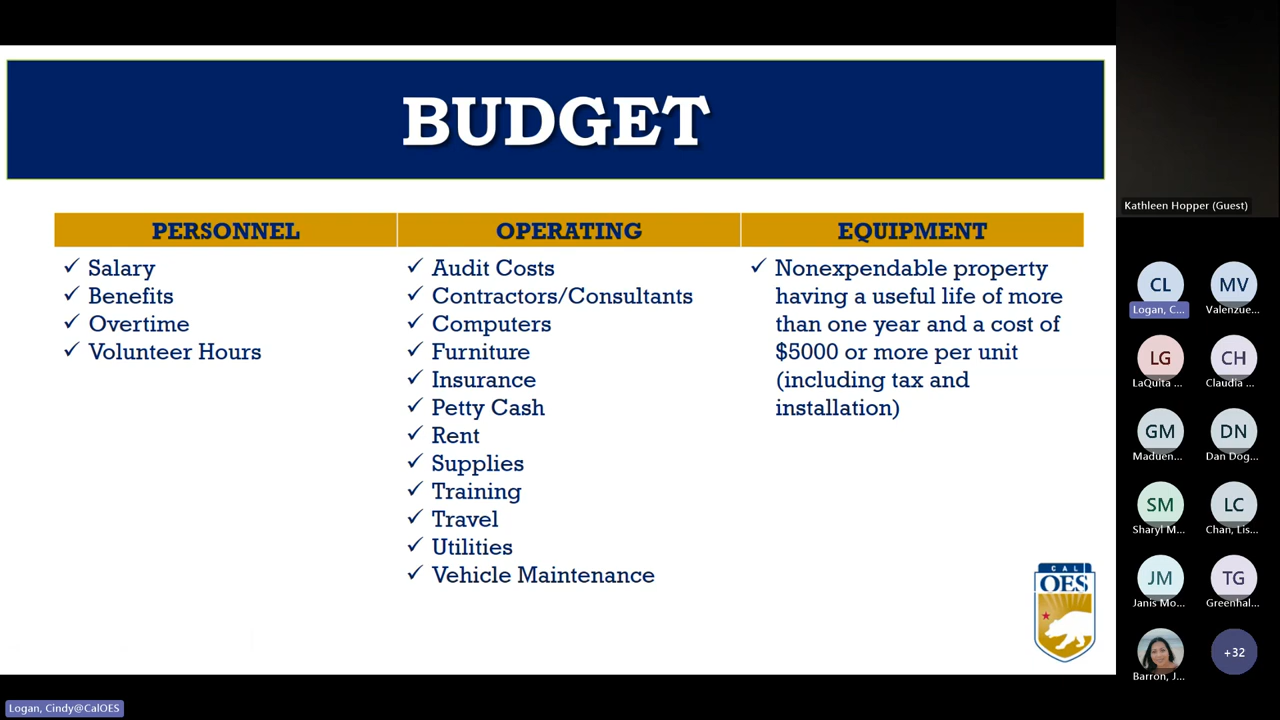 BUDGET
PERSONNEL
Salary
Benefits
Overtime
Volunteer Hours
OPERATING
Audit Costs
Contractors/Consultants
Computers
Furniture
Insurance
Petty Cash
Rent
Supplies
Training
Travel
Utilities
Vehicle Maintenance
EQUIPMENT
Nonexpendable property
having a useful life of more
than one year and a cost of
$5000 or more per unit
(including tax and
installation)
CAL
OES
Kathleen Hopper (Guest)
CL
Logan, C...
MV
Valenzue...
LG
LaQuita ...
CH
Claudia ...
GM
Maduen...
DN
Dan Dog...
SM
Sharyl M...
LC
Chan, Lis...
JM
Janis Mo...
TG
Greenhal...
Barron, J...
+32
Logan, Cindy@CalOES